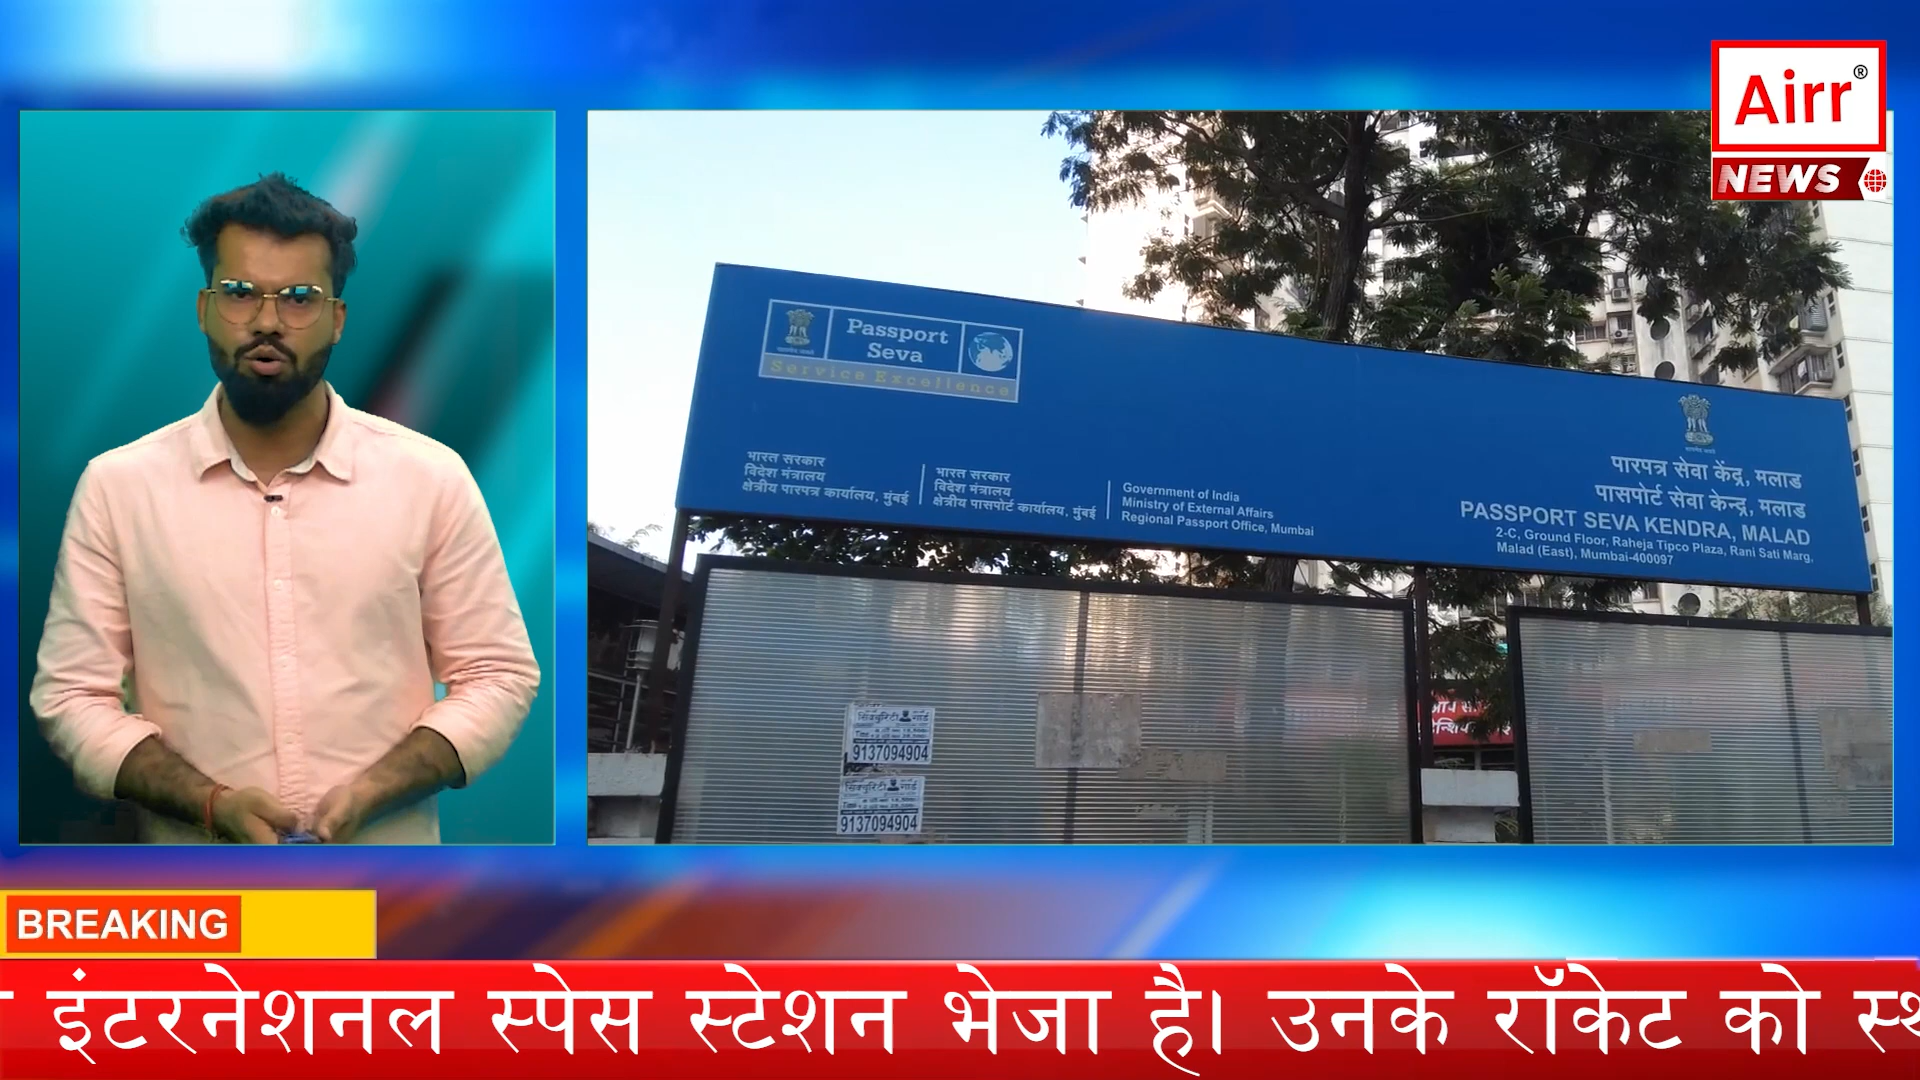 Airr®
NEWS
Passport
Seva
Service Excellence
भारत सरकार
विदेश मंत्रालय
क्षेत्रीय पारपत्र कार्यालय, मुंबई
भारत सरकार
विदेश मंत्रालय
क्षेत्रीय पासपोर्ट कार्यालय, मुंबई
Government of India
Ministry of External Affairs
Regional Passport Office, Mumbai
पारपत्र सेवा केंद्र, मलाड
पासपोर्ट सेवा केन्द्र, मलाड
PASSPORT SEVA KENDRA, MALAD
2-C, Ground Floor, Raheja Tipco Plaza, Rani Sati Marg,
Malad (East), Mumbai-400097
सिक्युरिटी गार्ड
9137094904
सिक्युरिटी गार्ड
9137094904
BREAKING
इंटरनेशनल स्पेस स्टेशन भेजा है। उनके रॉकेट को